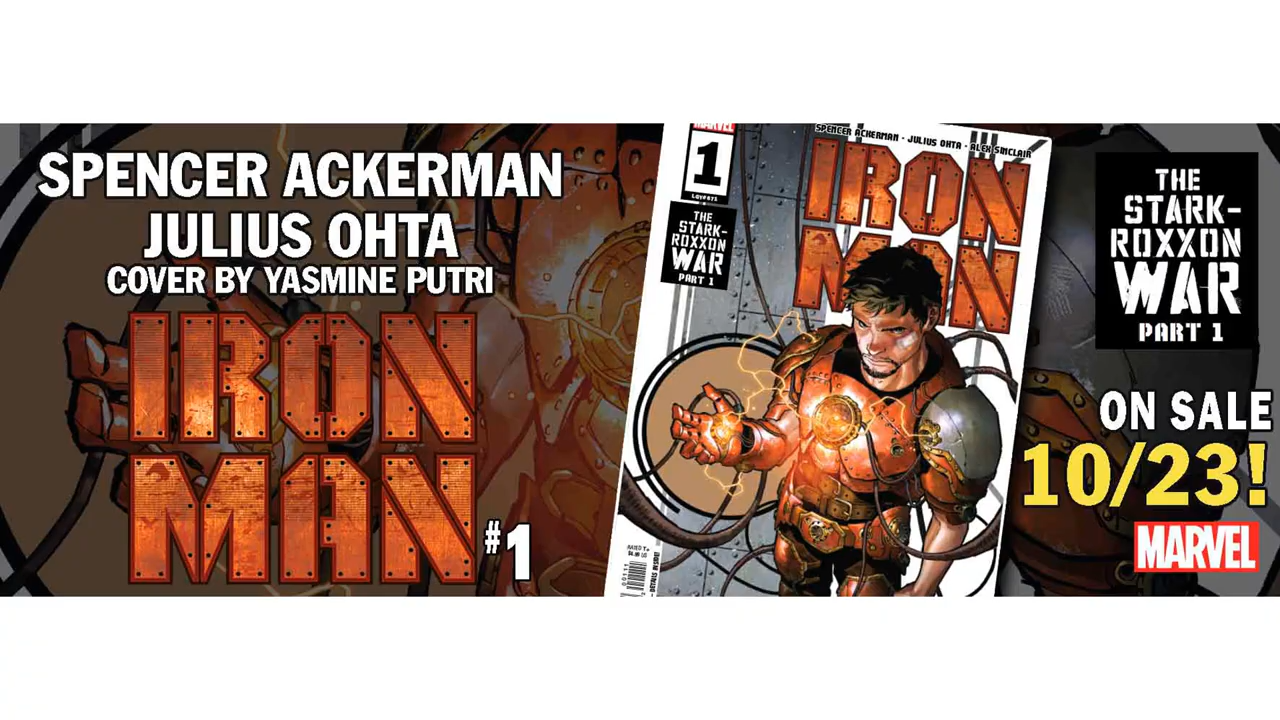 SPENCER ACKERMAN
JULIUS OHTA
COVER BY YASMINE PUTRI
IRON
MAN
#1
MARVEL
1
LGY#671
THE
STARK-
ROXXON
WAR
PART 1
SPENCER ACKERMAN • JULIUS OHTA • ALEX SINCLAIR
IRON
MAN
THE
STARK-
ROXXON
WAR
PART 1
ON SALE
10/23!
MARVEL